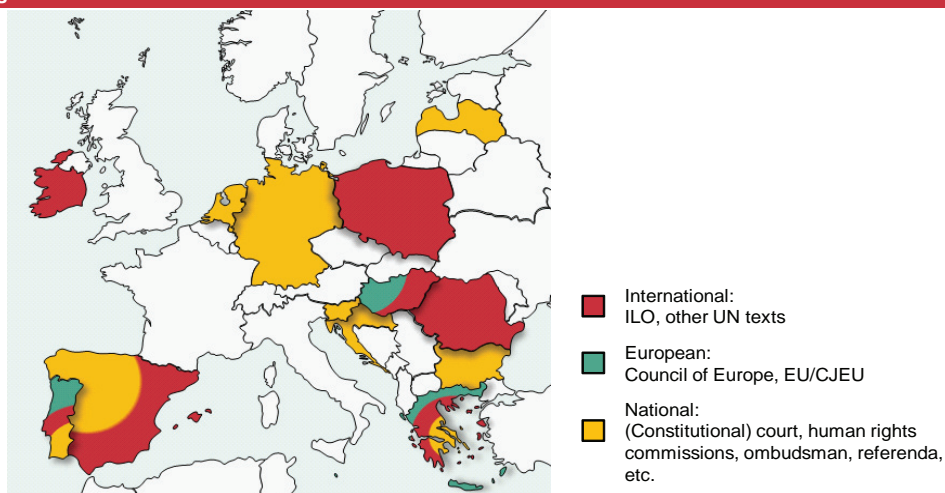 International:
ILO, other UN texts
European:
Council of Europe, EU/CJEU
National:
(Constitutional) court, human rights
commissions, ombudsman, referenda,
etc.